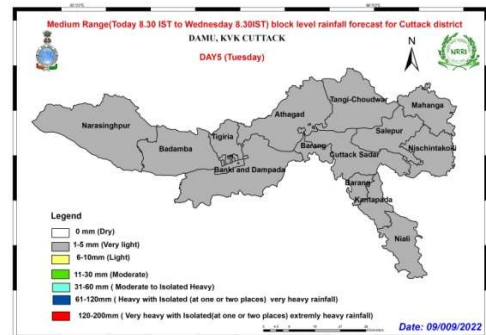 Medium Range(Today 8.30 IST to Wednesday 8.30IST) block level rainfall forecast for Cuttack district
DAMU, KVK CUTTACK
DAY5 (Tuesday)
NRRI
N
Tangi-Choudwar
Mahanga
Athagad
Narasinghpur
Salepur
Tigiria
Badamba
Barang
Nischintakoili
Cuttack Sadar
Banki and Dampada
Barang
Kantapada
Niali
Legend
0 mm (Dry)
1-5 mm (Very light)
6-10mm (Light)
11-30 mm (Moderate)
31-60 mm ( Moderate to Isolated Heavy)
61-120mm ( Heavy with Isolated (at one or two places) very heavy rainfall)
120-200mm ( Very heavy with Isolated(at one or two places) extremly heavy rainfall)
Date: 09/009/2022